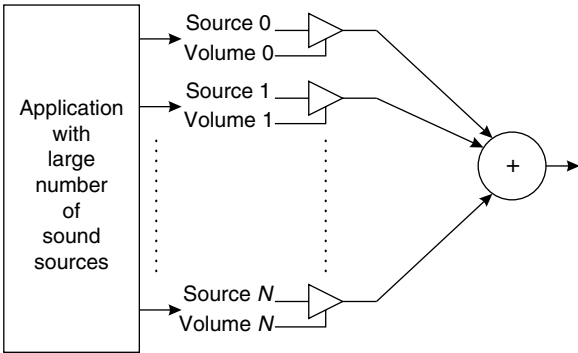 Application
with
large
number
of
sound
sources
Source 0
Volume 0
Source 1
Volume 1
Source N
Volume N
+